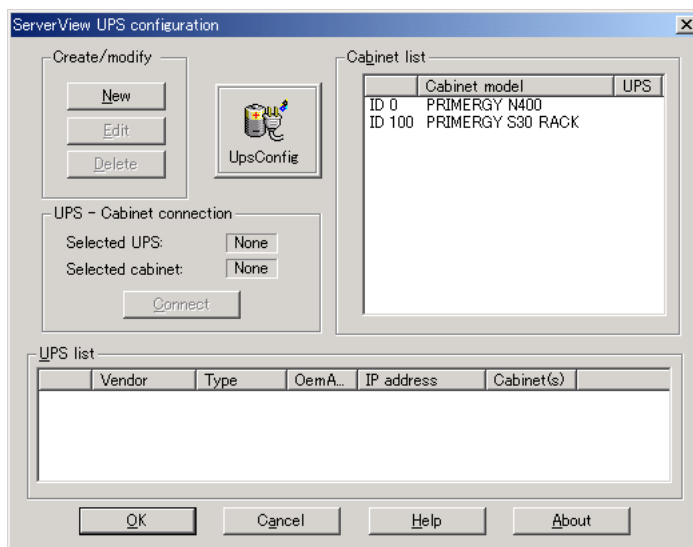 ServerView UPS configuration
Create/modify
New
Edit
Delete
UpsConfig
UPS - Cabinet connection
Selected UPS: None
Selected cabinet: None
Connect
Cabinet list
Cabinet model UPS
ID 0 PRIMERGY N400
ID 100 PRIMERGY S30 RACK
UPS list
Vendor Type OemA... IP address Cabinet(s)
OK Cancel Help About